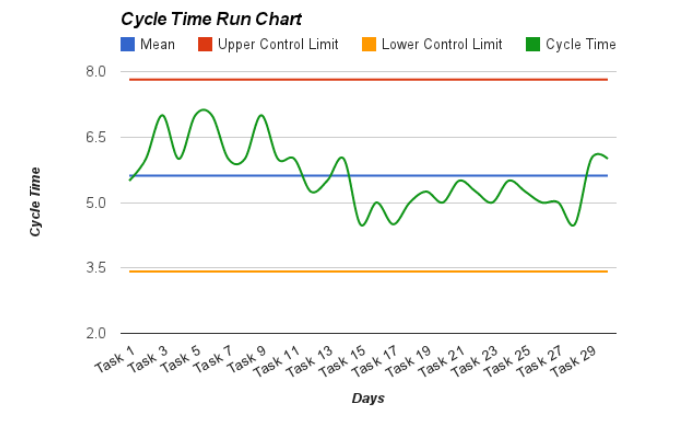 Cycle Time Run Chart
Mean Upper Control Limit Lower Control Limit Cycle Time
8.0
6.5
5.0
3.5
2.0
Cycle Time
Task 1 Task 3 Task 5 Task 7 Task 9 Task 11 Task 13 Task 15 Task 17 Task 19 Task 21 Task 23 Task 25 Task 27 Task 29
Days